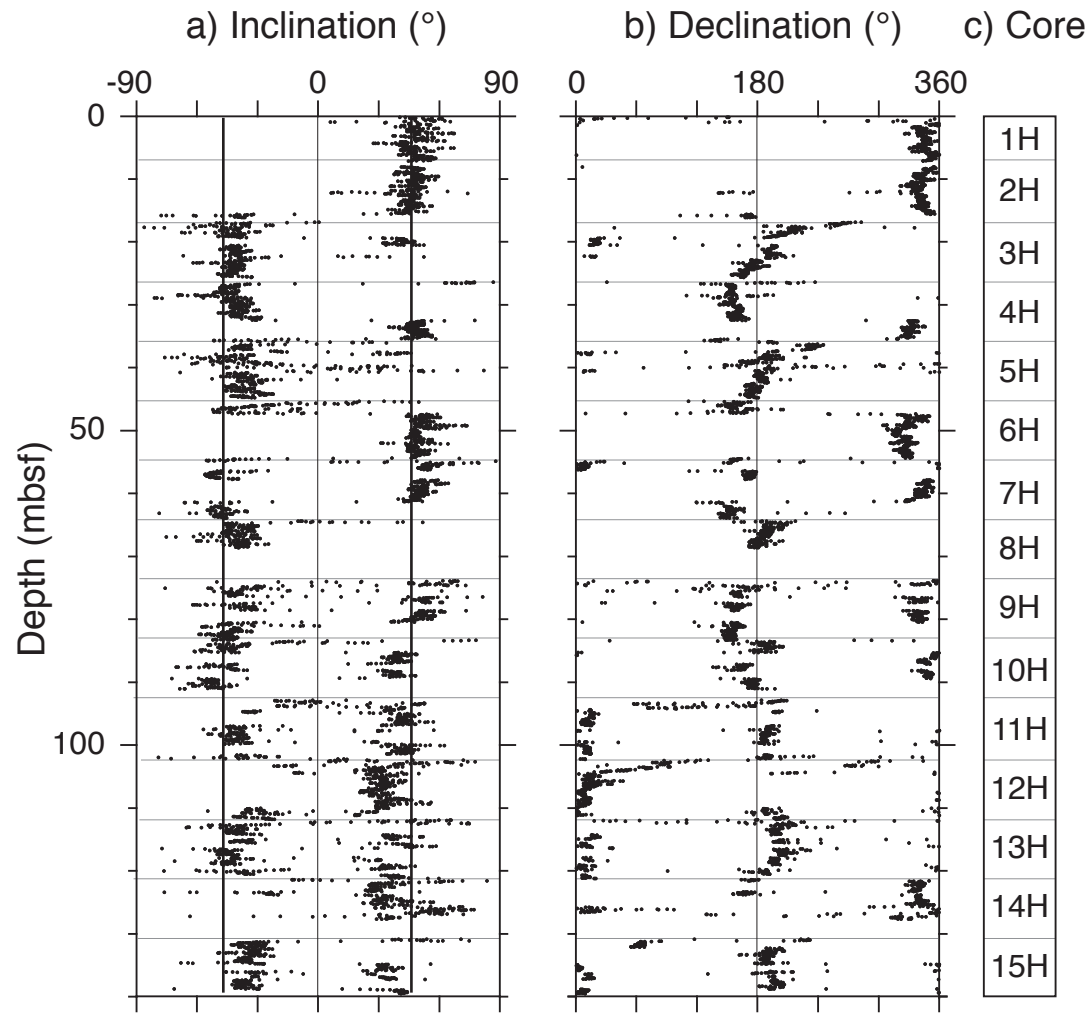 a) Inclination (°) b) Declination (°) c) Core
-90 0 90 0 180 360
0
50
100
Depth (mbsf)
1H
2H
3H
4H
5H
6H
7H
8H
9H
10H
11H
12H
13H
14H
15H